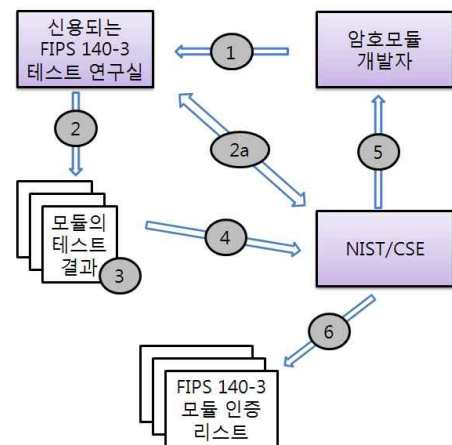 신용되는
FIPS 140-3
테스트 연구실
1
암호모듈
개발자
2
2a
5
모듈의
테스트
결과
3
4
NIST/CSE
6
FIPS 140-3
모듈 인증
리스트